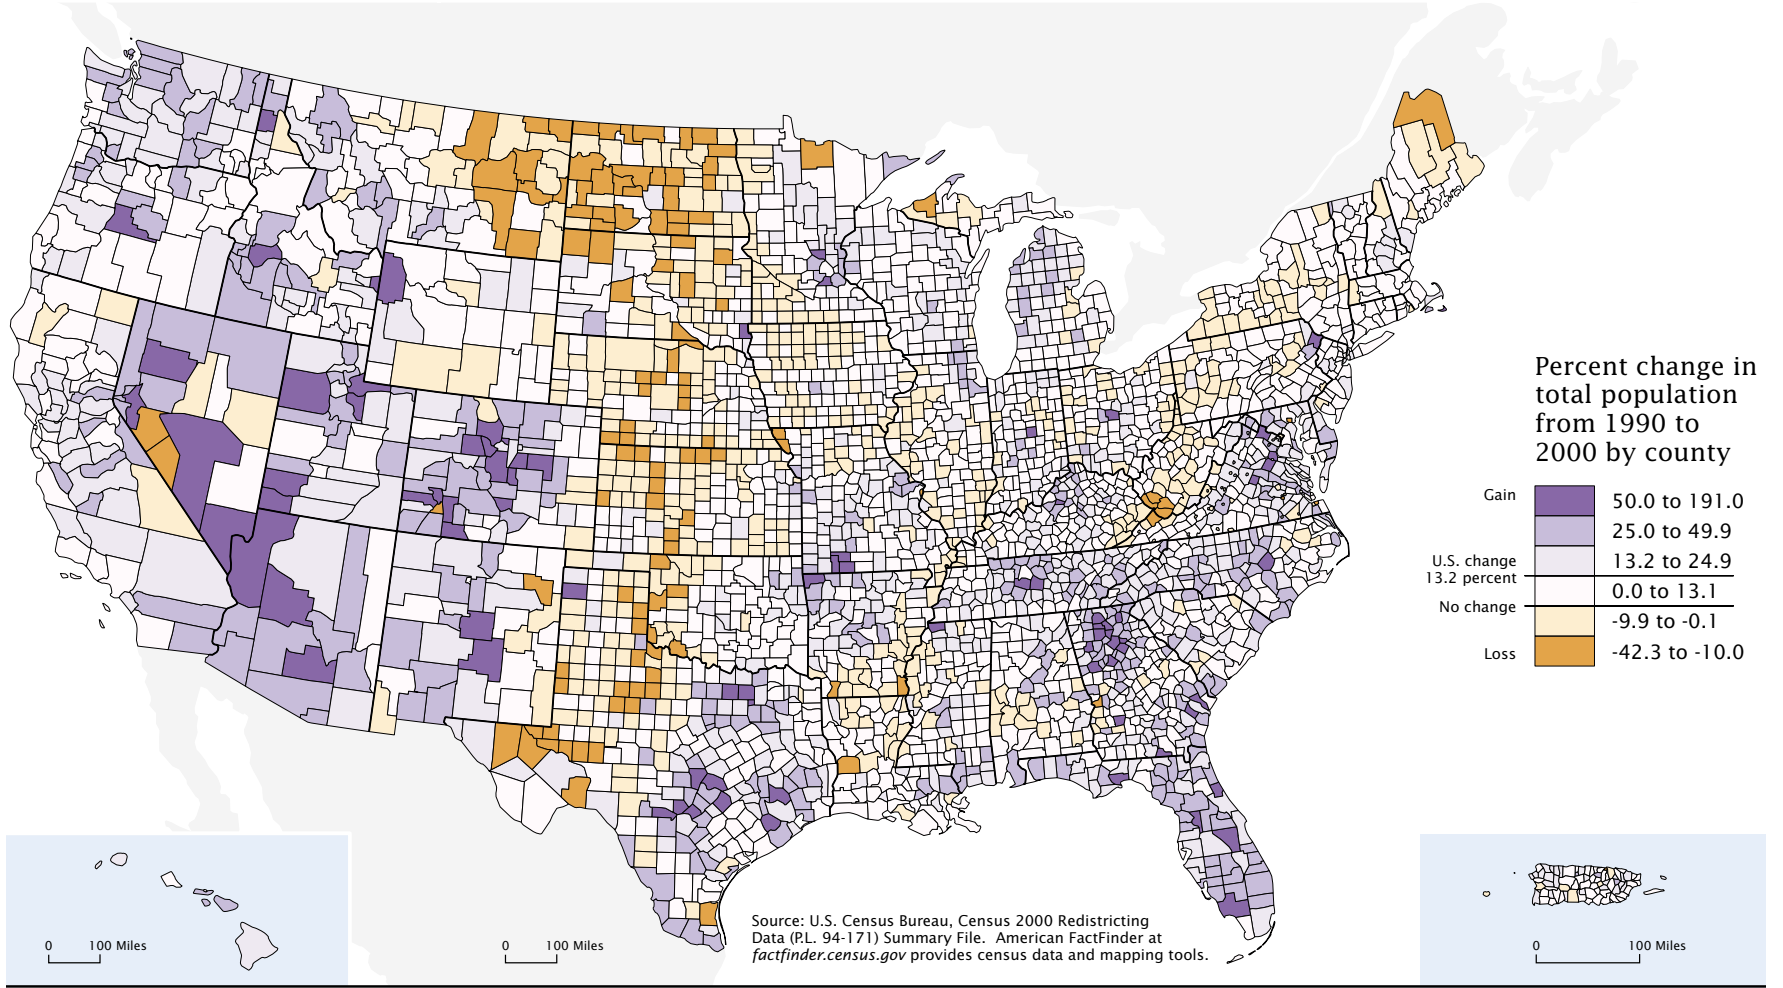 Percent change in
total population
from 1990 to
2000 by county
Gain
50.0 to 191.0
25.0 to 49.9
U.S. change
13.2 percent
13.2 to 24.9
0.0 to 13.1
No change
-9.9 to -0.1
Loss
-42.3 to -10.0
Source: U.S. Census Bureau, Census 2000 Redistricting
Data (P.L. 94-171) Summary File.  American FactFinder at
factfinder.census.gov provides census data and mapping tools.
0 100 Miles
0 100 Miles
0 100 Miles